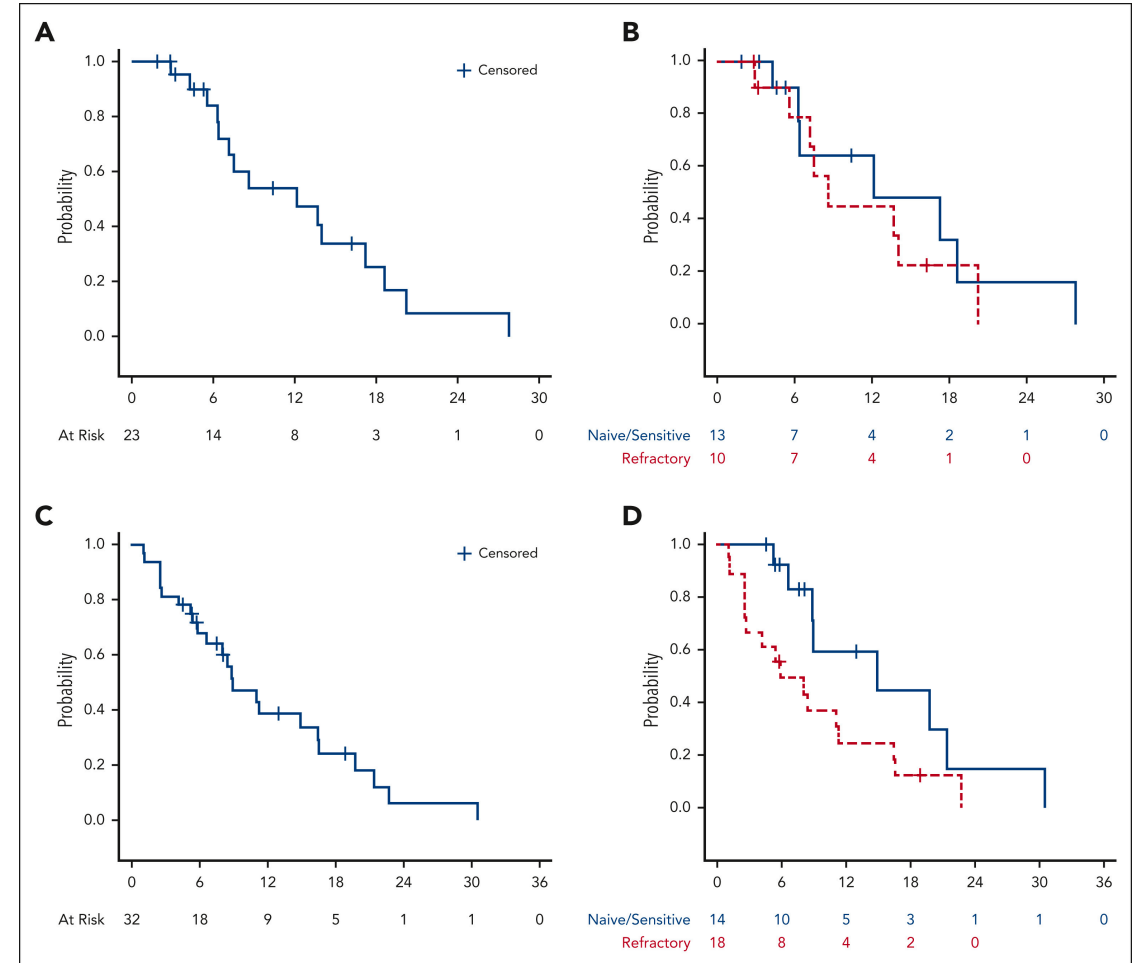 A
1.0
0.8
0.6
0.4
0.2
0.0
Probability
Censored
0 6 12 18 24 30
At Risk 23 14 8 3 1 0
B
1.0
0.8
0.6
0.4
0.2
0.0
Probability
0 6 12 18 24 30
Naive/Sensitive 13 7 4 2 1 0
Refractory 10 7 4 1 0
C
1.0
0.8
0.6
0.4
0.2
0.0
Probability
Censored
0 6 12 18 24 30 36
At Risk 32 18 9 5 1 1 0
D
1.0
0.8
0.6
0.4
0.2
0.0
Probability
0 6 12 18 24 30 36
Naive/Sensitive 14 10 5 3 1 1 0
Refractory 18 8 4 2 0